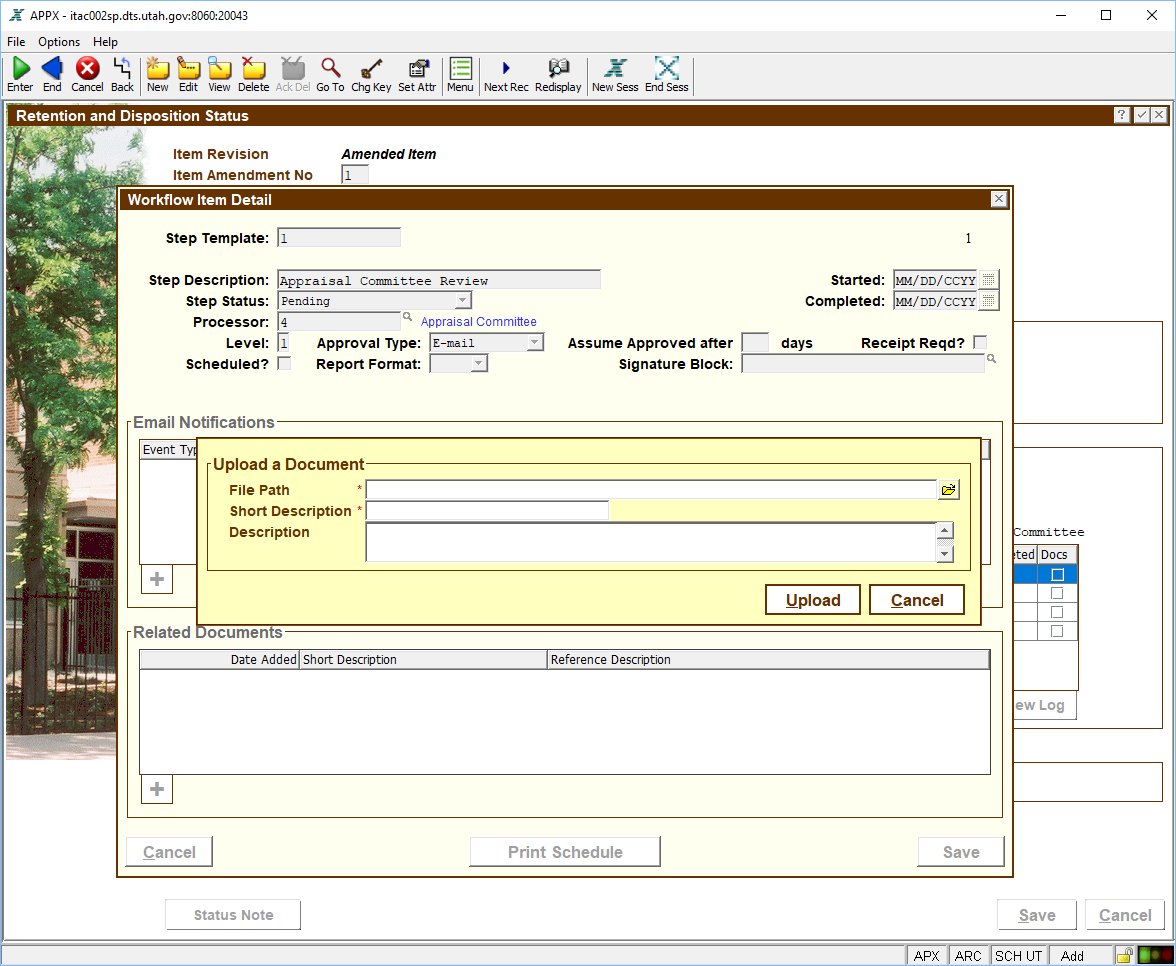 APPX - itac002sp.dts.utah.gov:8060:20043
File Options Help
Enter End Cancel Back New Edit View Delete Ack Del Go To Chg Key Set Attr Menu Next Rec Redisplay New Sess End Sess
Retention and Disposition Status
Item Revision Amended Item
Item Amendment No 1
Workflow Item Detail
Step Template: 1 1
Step Description: Appraisal Committee Review Started: MM/DD/CCYY
Step Status: Pending Completed: MM/DD/CCYY
Processor: 4 Appraisal Committee
Level: 1 Approval Type: E-mail Assume Approved after days Receipt Reqd?
Scheduled? Report Format: Signature Block:
Email Notifications
Event Typ
Upload a Document
File Path *
Short Description *
Description
Upload Cancel
Committee
eted Docs
Related Documents
Date Added Short Description Reference Description
ew Log
Cancel Print Schedule Save
Status Note Save Cancel
APX ARC SCH UT Add